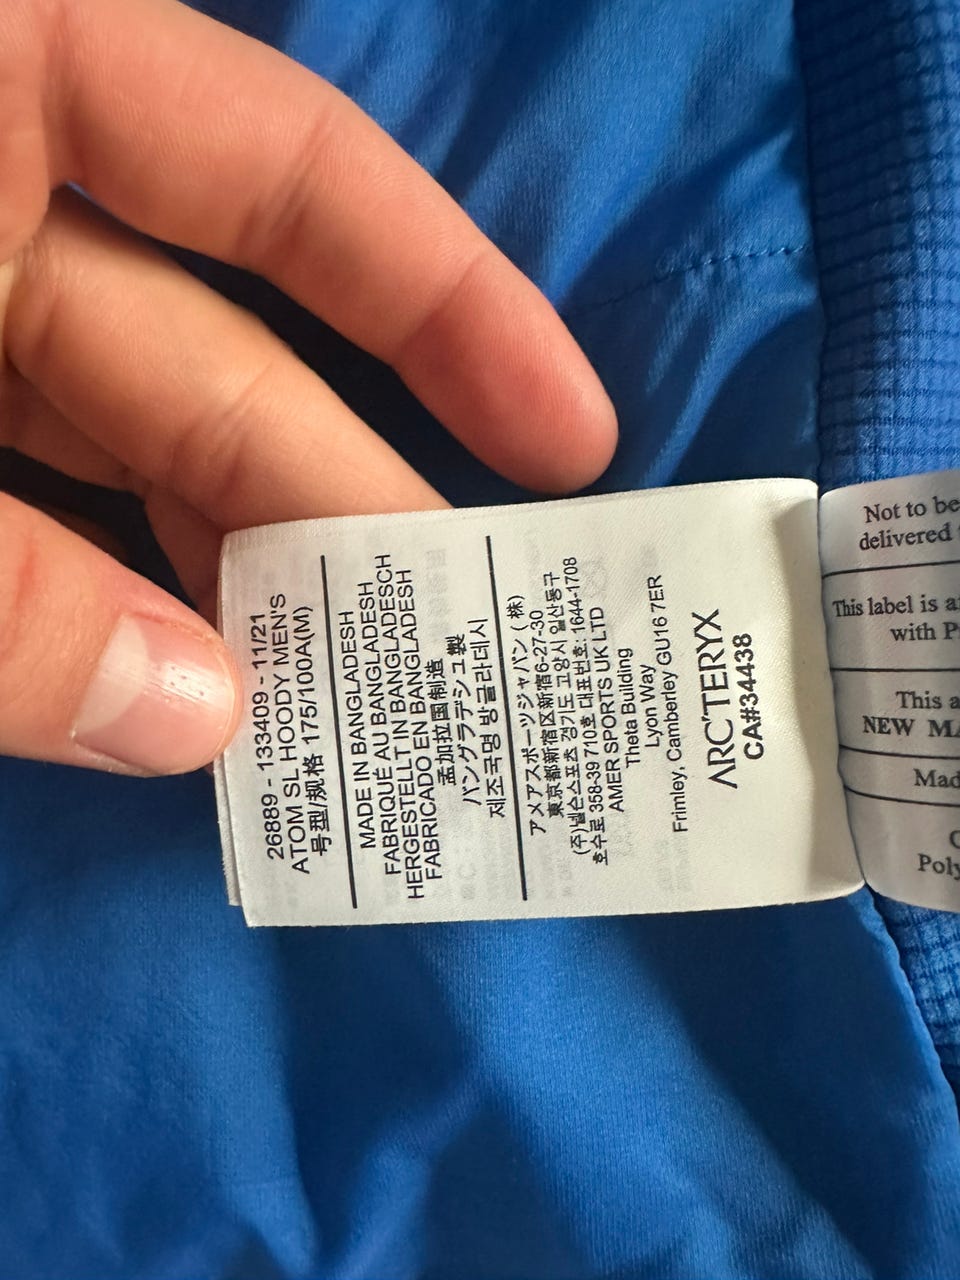 26889 - 133409 - 11/21
ATOM SL HOODY MEN'S
号型/规格 175/100A(M)
MADE IN BANGLADESH
FABRIQUÉ AU BANGLADESH
HERGESTELLT IN BANGLADESCH
FABRICADO EN BANGLADESH
孟加拉国制造
バングラデシュ製
제조국명 방글라데시
アメアスポーツジャパン ( 株)
東京都新宿区新宿6-27-30
(주)넬슨스포츠 경기도 고양시 일산동구
호수로 358-39 710호 대표번호: 1644-1708
AMER SPORTS UK LTD
Theta Building
Lyon Way
Frimley, Camberley GU16 7ER
ARC'TERYX
CA#34438
Not to be
delivered
This label is
with
This
NEW
Mad
Poly